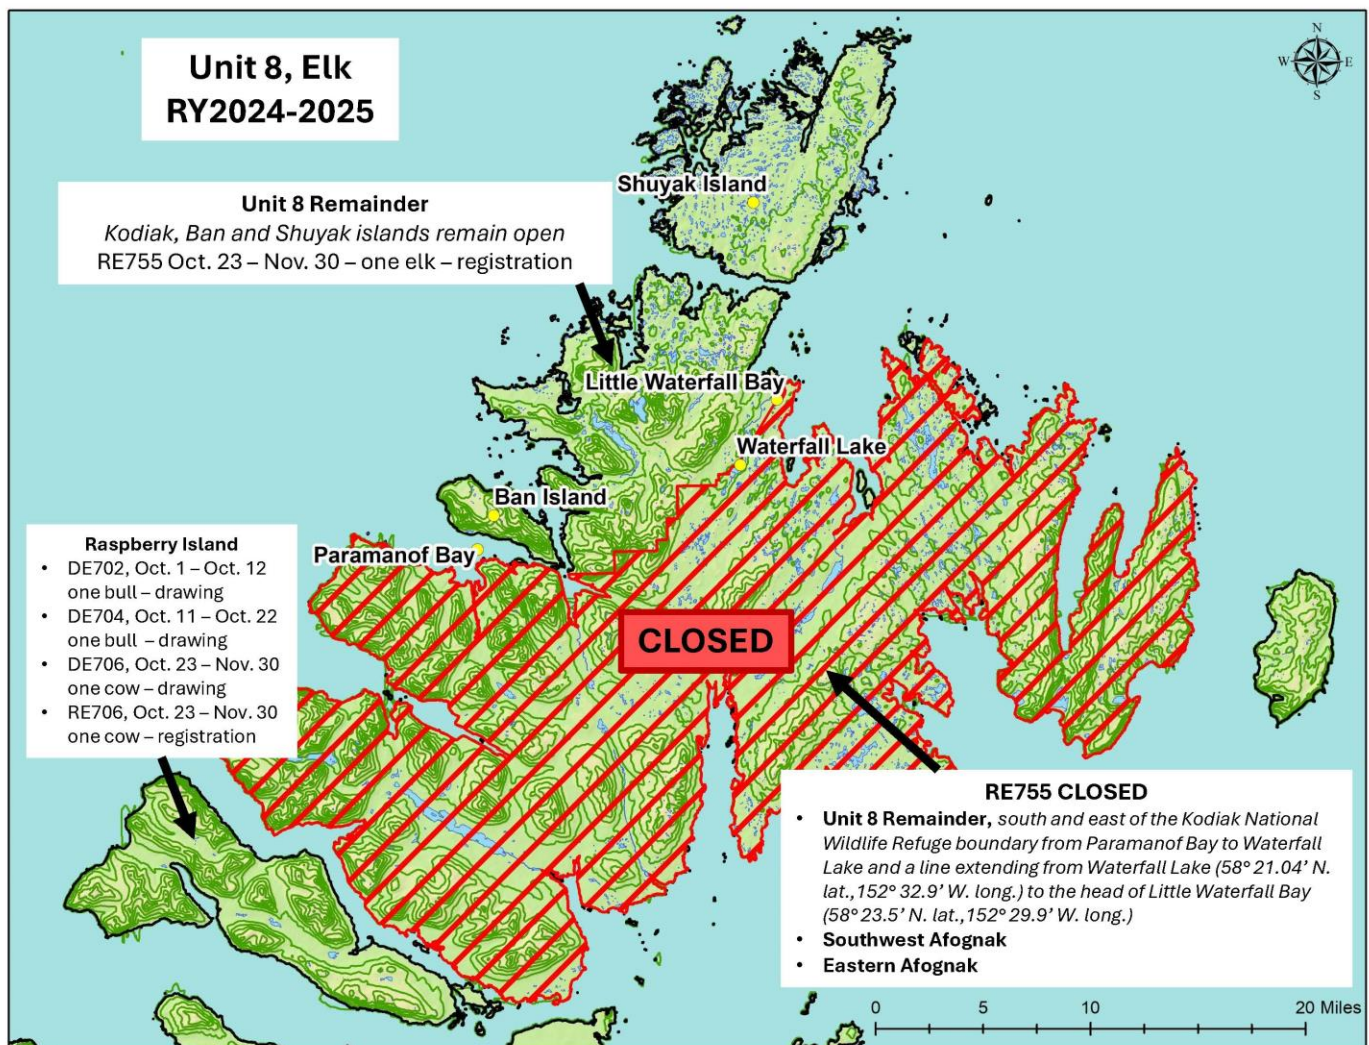 Unit 8, Elk
RY2024-2025
N
W E
S
Shuyak Island
Unit 8 Remainder
Kodiak, Ban and Shuyak islands remain open
RE755 Oct. 23 – Nov. 30 – one elk – registration
Little Waterfall Bay
Waterfall Lake
Ban Island
Paramanof Bay
Raspberry Island
• DE702, Oct. 1 – Oct. 12
one bull – drawing
• DE704, Oct. 11 – Oct. 22
one bull – drawing
• DE706, Oct. 23 – Nov. 30
one cow – drawing
• RE706, Oct. 23 – Nov. 30
one cow – registration
CLOSED
RE755 CLOSED
• Unit 8 Remainder, south and east of the Kodiak National
Wildlife Refuge boundary from Paramanof Bay to Waterfall
Lake and a line extending from Waterfall Lake (58° 21.04’ N.
lat.,152° 32.9’ W. long.) to the head of Little Waterfall Bay
(58° 23.5’ N. lat.,152° 29.9’ W. long.)
• Southwest Afognak
• Eastern Afognak
0 5 10 20 Miles